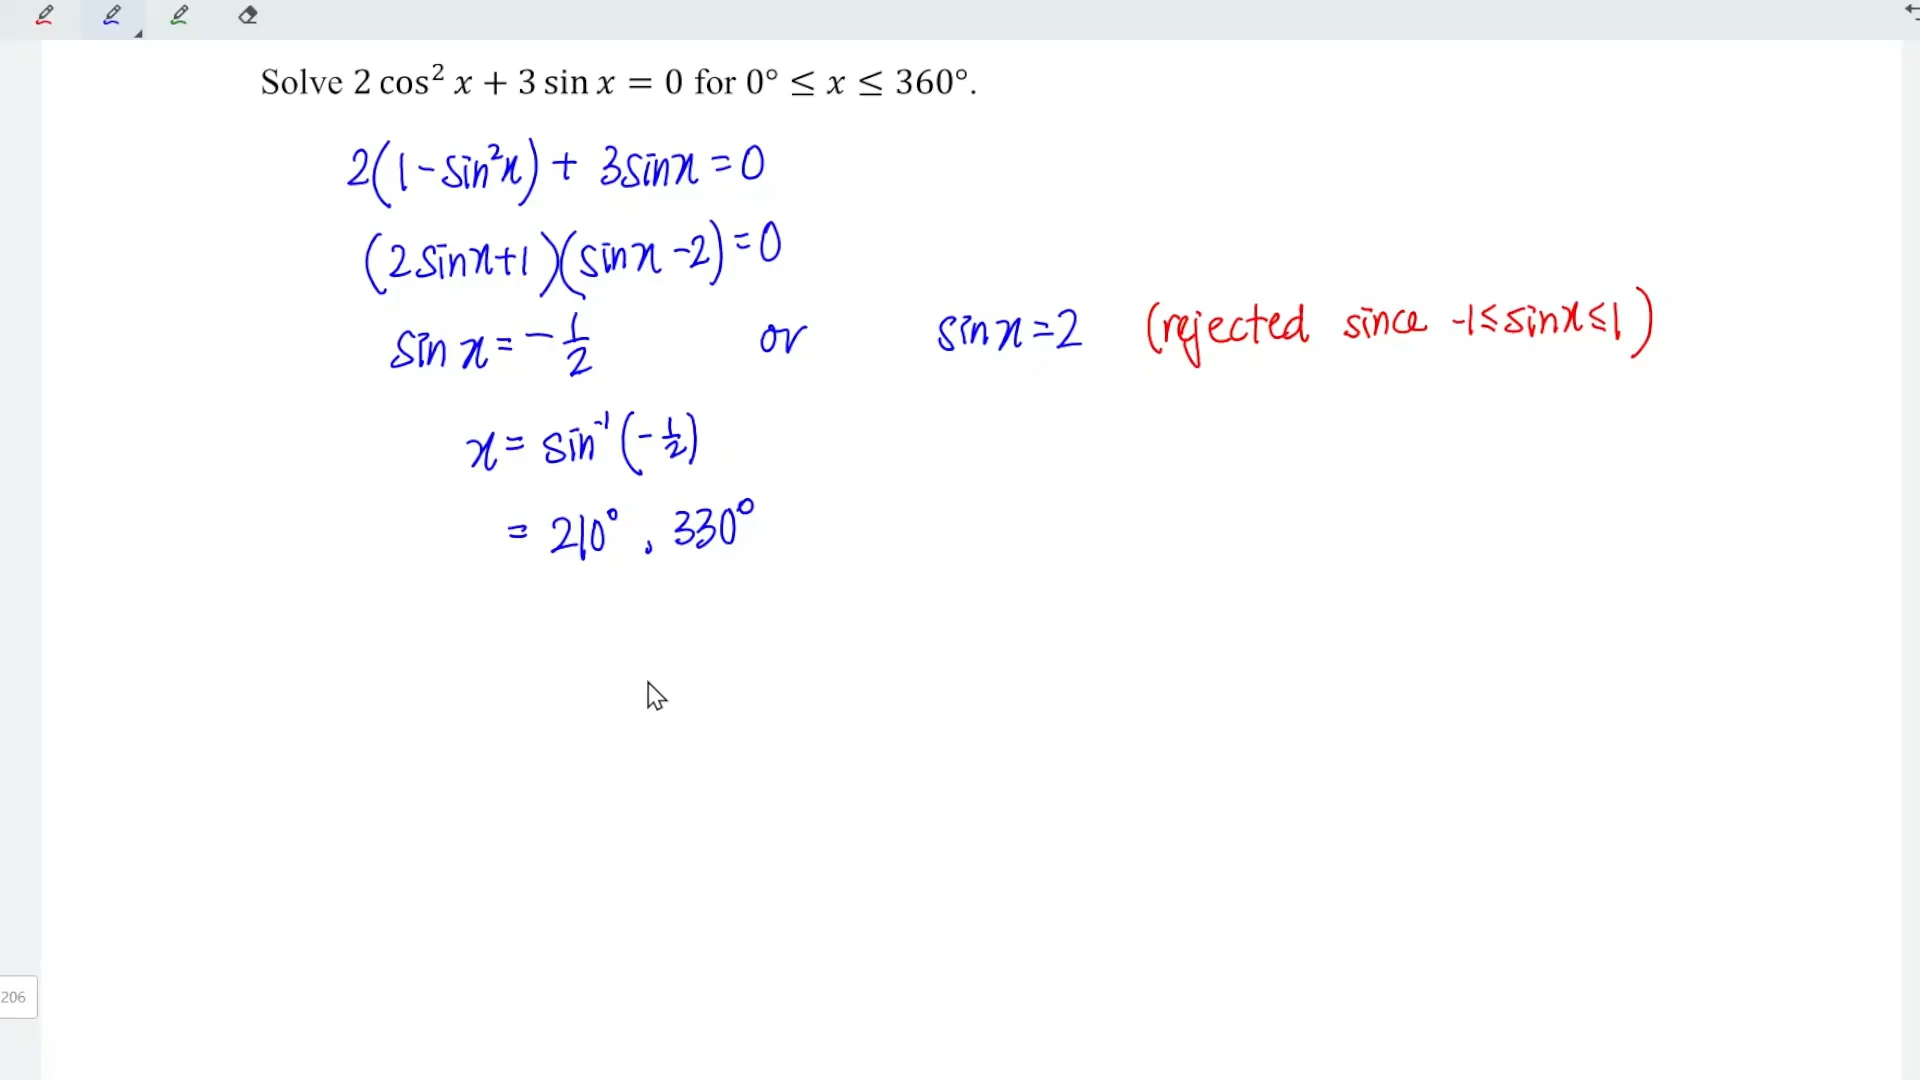 Solve 2 cos² x + 3 sin x = 0 for 0° ≤ x ≤ 360°.
2(1 - sin²x) + 3sinx = 0
(2sinx+1)(sinx-2) = 0
sin x = -1/2 or sin x = 2 (rejected since -1≤sinx≤1)
x = sin⁻¹(-1/2)
= 210°, 330°
206